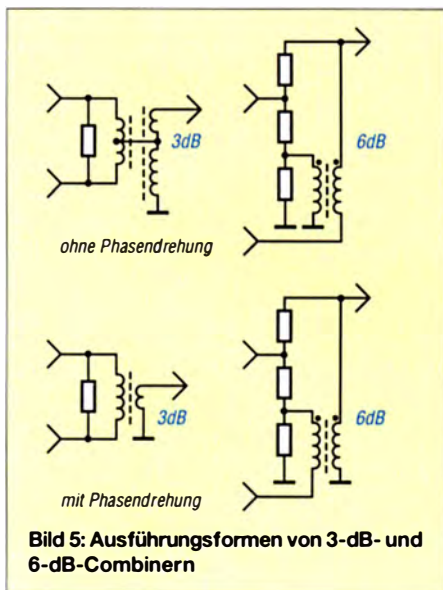 3dB
6dB
ohne Phasendrehung
3dB
6dB
mit Phasendrehung
Bild 5: Ausführungsformen von 3-dB- und
6-dB-Combinern